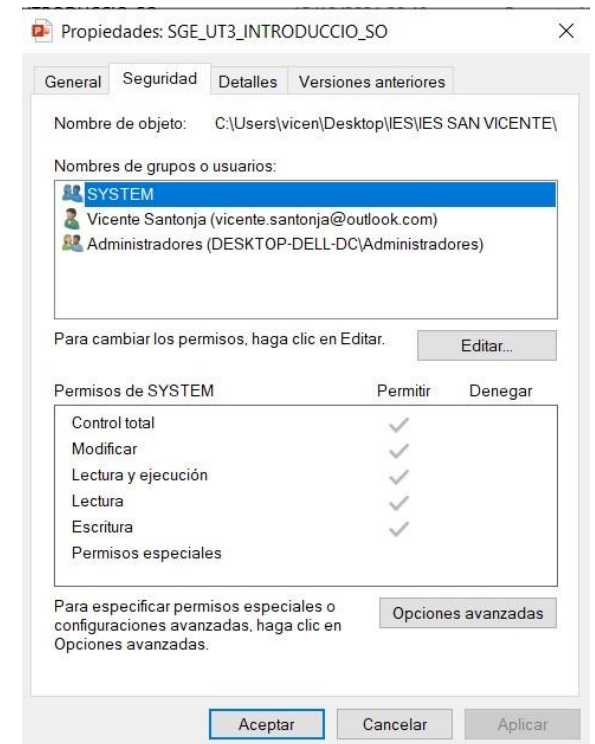 Propiedades: SGE_UT3_INTRODUCCIO_SO
General Seguridad Detalles Versiones anteriores
Nombre de objeto: C:\Users\vicen\Desktop\IES\IES SAN VICENTE\
Nombres de grupos o usuarios:
SYSTEM
Vicente Santonja (vicente.santonja@outlook.com)
Administradores (DESKTOP-DELL-DC\Administradores)
Para cambiar los permisos, haga clic en Editar. Editar...
Permisos de SYSTEM Permitir Denegar
Control total
Modificar
Lectura y ejecución
Lectura
Escritura
Permisos especiales
Para especificar permisos especiales o
configuraciones avanzadas, haga clic en
Opciones avanzadas.
Opciones avanzadas
Aceptar Cancelar Aplicar